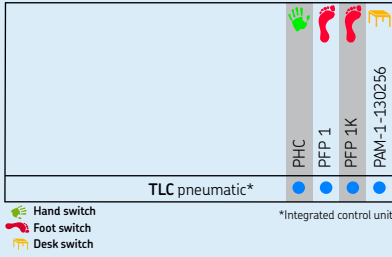 PHC
PFP 1
PFP 1K
PAM-1-130256
TLC pneumatic*
Hand switch
Foot switch
Desk switch
*Integrated control unit